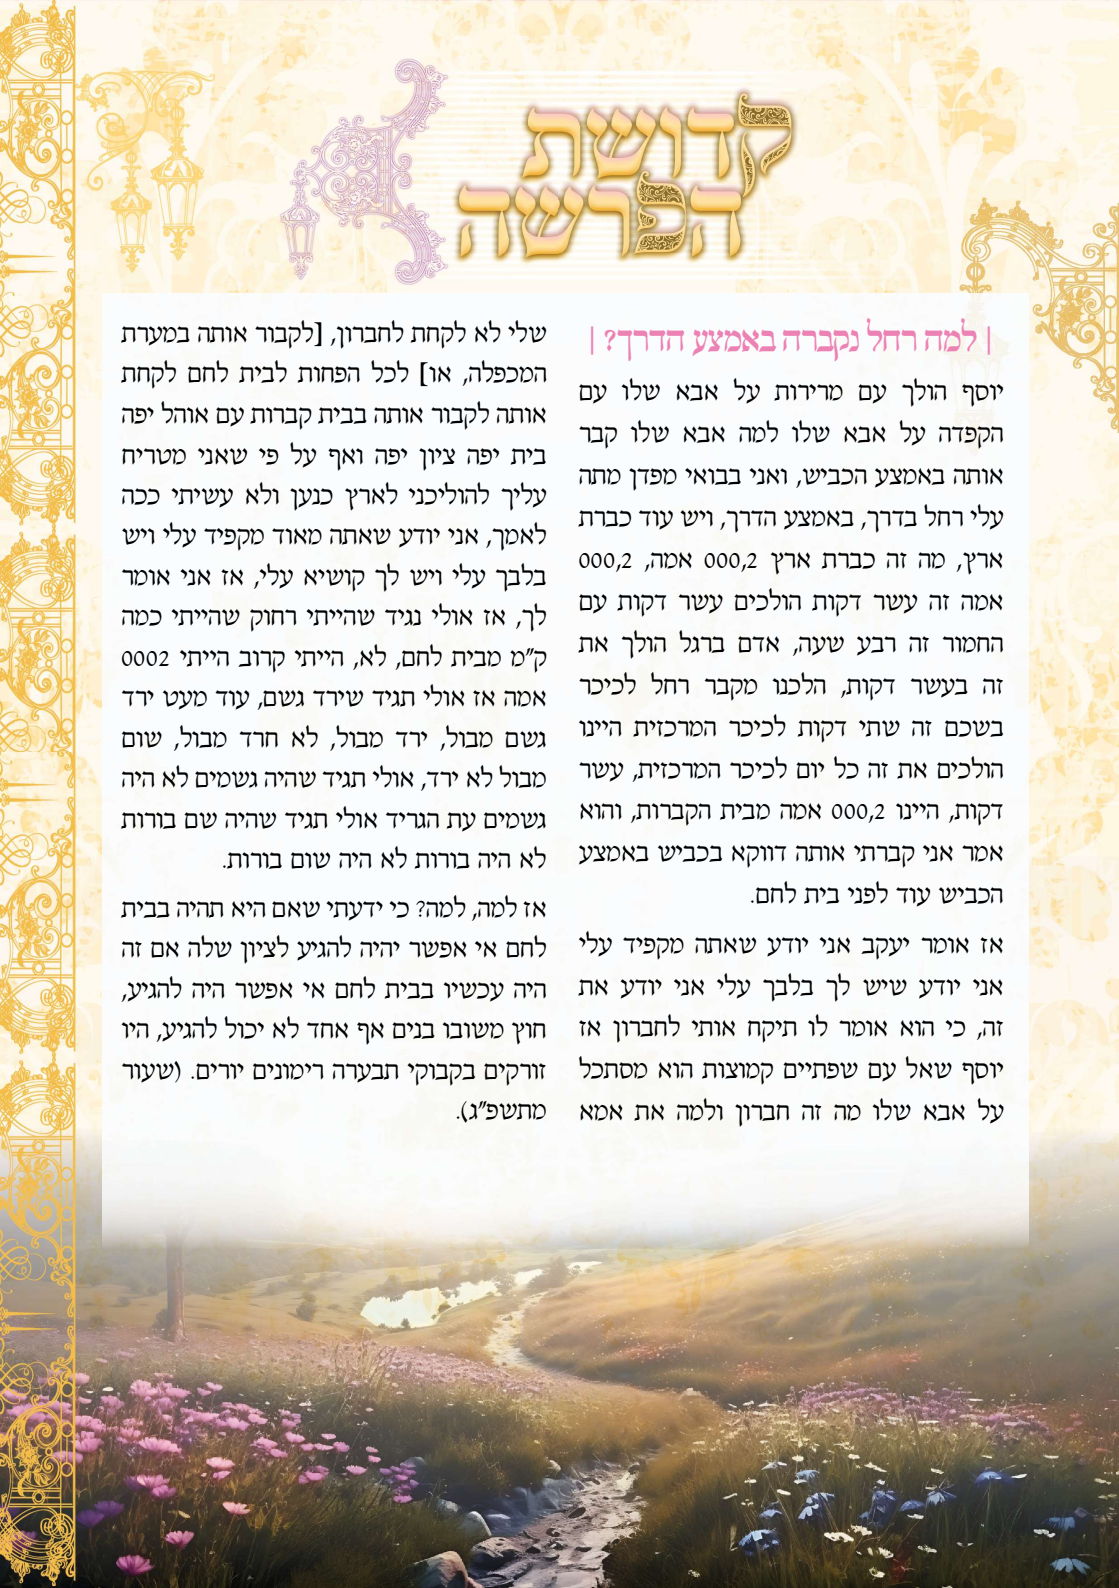 קדושת
הפרשה
| למה רחל נקברה באמצע הדרך? |
יוסף הולך עם מרירות על אבא שלו עם
הקפדה על אבא שלו למה אבא שלו קבר
אותה באמצע הכביש, ואני בבואי מפדן מתה
עלי רחל בדרך, באמצע הדרך, ויש עוד כברת
ארץ, מה זה כברת ארץ 000,2 אמה, 000,2
אמה זה עשר דקות הולכים עשר דקות עם
החמור זה רבע שעה, אדם ברגל הולך את
זה בעשר דקות, הלכנו מקבר רחל לכיכר
בשכם זה שתי דקות לכיכר המרכזית היינו
הולכים את זה כל יום לכיכר המרכזית, עשר
דקות, היינו 000,2 אמה מבית הקברות, והוא
אמר אני קברתי אותה דווקא בכביש באמצע
הכביש עוד לפני בית לחם.
אז אומר יעקב אני יודע שאתה מקפיד עלי
אני יודע שיש לך בלבך עלי אני יודע את
זה, כי הוא אומר לו תיקח אותי לחברון אז
יוסף שאל עם שפתיים קמוצות הוא מסתכל
על אבא שלו מה זה חברון ולמה את אמא
שלי לא לקחת לחברון, [לקבור אותה במערת
המכפלה, או] לכל הפחות לבית לחם לקחת
אותה לקבור אותה בבית קברות עם אוהל יפה
בית יפה ציון יפה ואף על פי שאני מטריח
עליך להוליכני לארץ כנען ולא עשיתי ככה
לאמך, אני יודע שאתה מאוד מקפיד עלי ויש
בלבך עלי ויש לך קושיא עלי, אז אני אומר
לך, אז אולי נגיד שהייתי רחוק שהייתי כמה
ק"מ מבית לחם, לא, הייתי קרוב הייתי 0002
אמה אז אולי תגיד שירד גשם, עוד מעט ירד
גשם מבול, ירד מבול, לא חרד מבול, שום
מבול לא ירד, אולי תגיד שהיה גשמים לא היה
גשמים עת הגריד אולי תגיד שהיה שם בורות
לא היה בורות לא היה שום בורות.
אז למה, למה? כי ידעתי שאם היא תהיה בבית
לחם אי אפשר יהיה להגיע לציון שלה אם זה
היה עכשיו בבית לחם אי אפשר היה להגיע,
חוץ משובו בנים אף אחד לא יכול להגיע, היו
זורקים בקבוקי תבערה רימונים יורים. (שעור
מתשפ"ג).